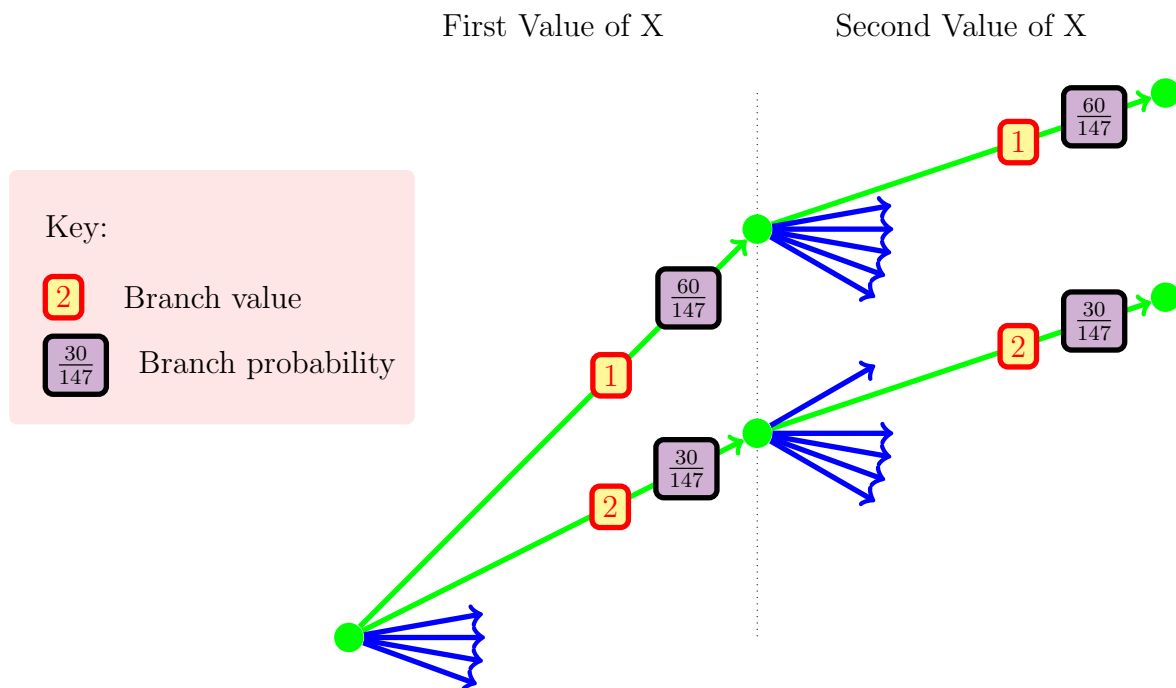 First Value of X
Second Value of X
1
60/147
1
60/147
Key:
2
Branch value
30/147
Branch probability
2
30/147
2
30/147